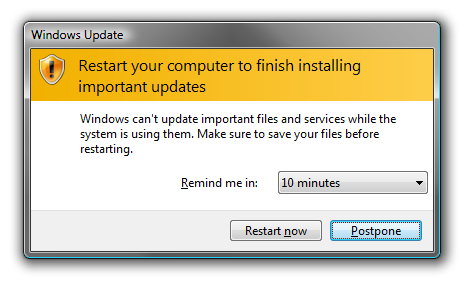 Windows Update
Restart your computer to finish installing
important updates
Windows can't update important files and services while the
system is using them. Make sure to save your files before
restarting.
Remind me in: 10 minutes
Restart now Postpone